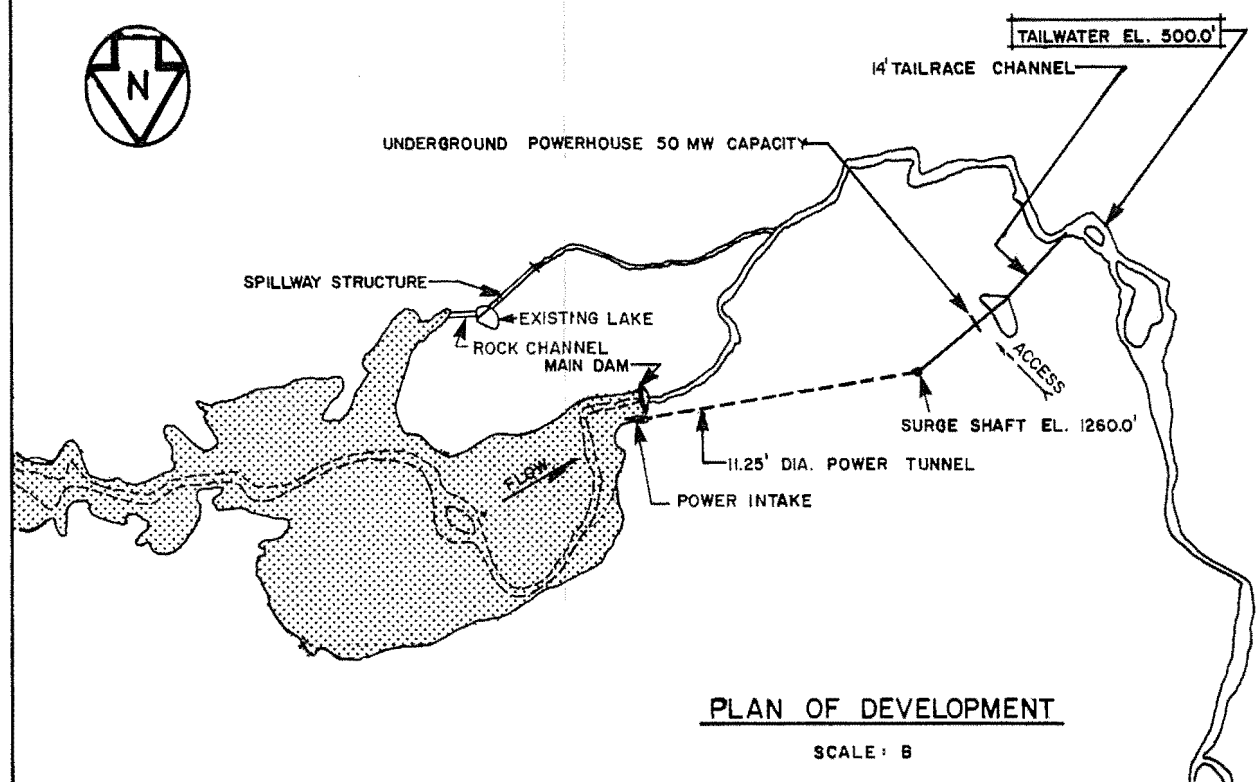 N
TAILWATER EL. 500.0'
14' TAILRACE CHANNEL
UNDERGROUND POWERHOUSE 50 MW CAPACITY
SPILLWAY STRUCTURE
EXISTING LAKE
ROCK CHANNEL
MAIN DAM
ACCESS
SURGE SHAFT EL. 1260.0'
11.25' DIA. POWER TUNNEL
FLOW
POWER INTAKE
PLAN OF DEVELOPMENT
SCALE: B